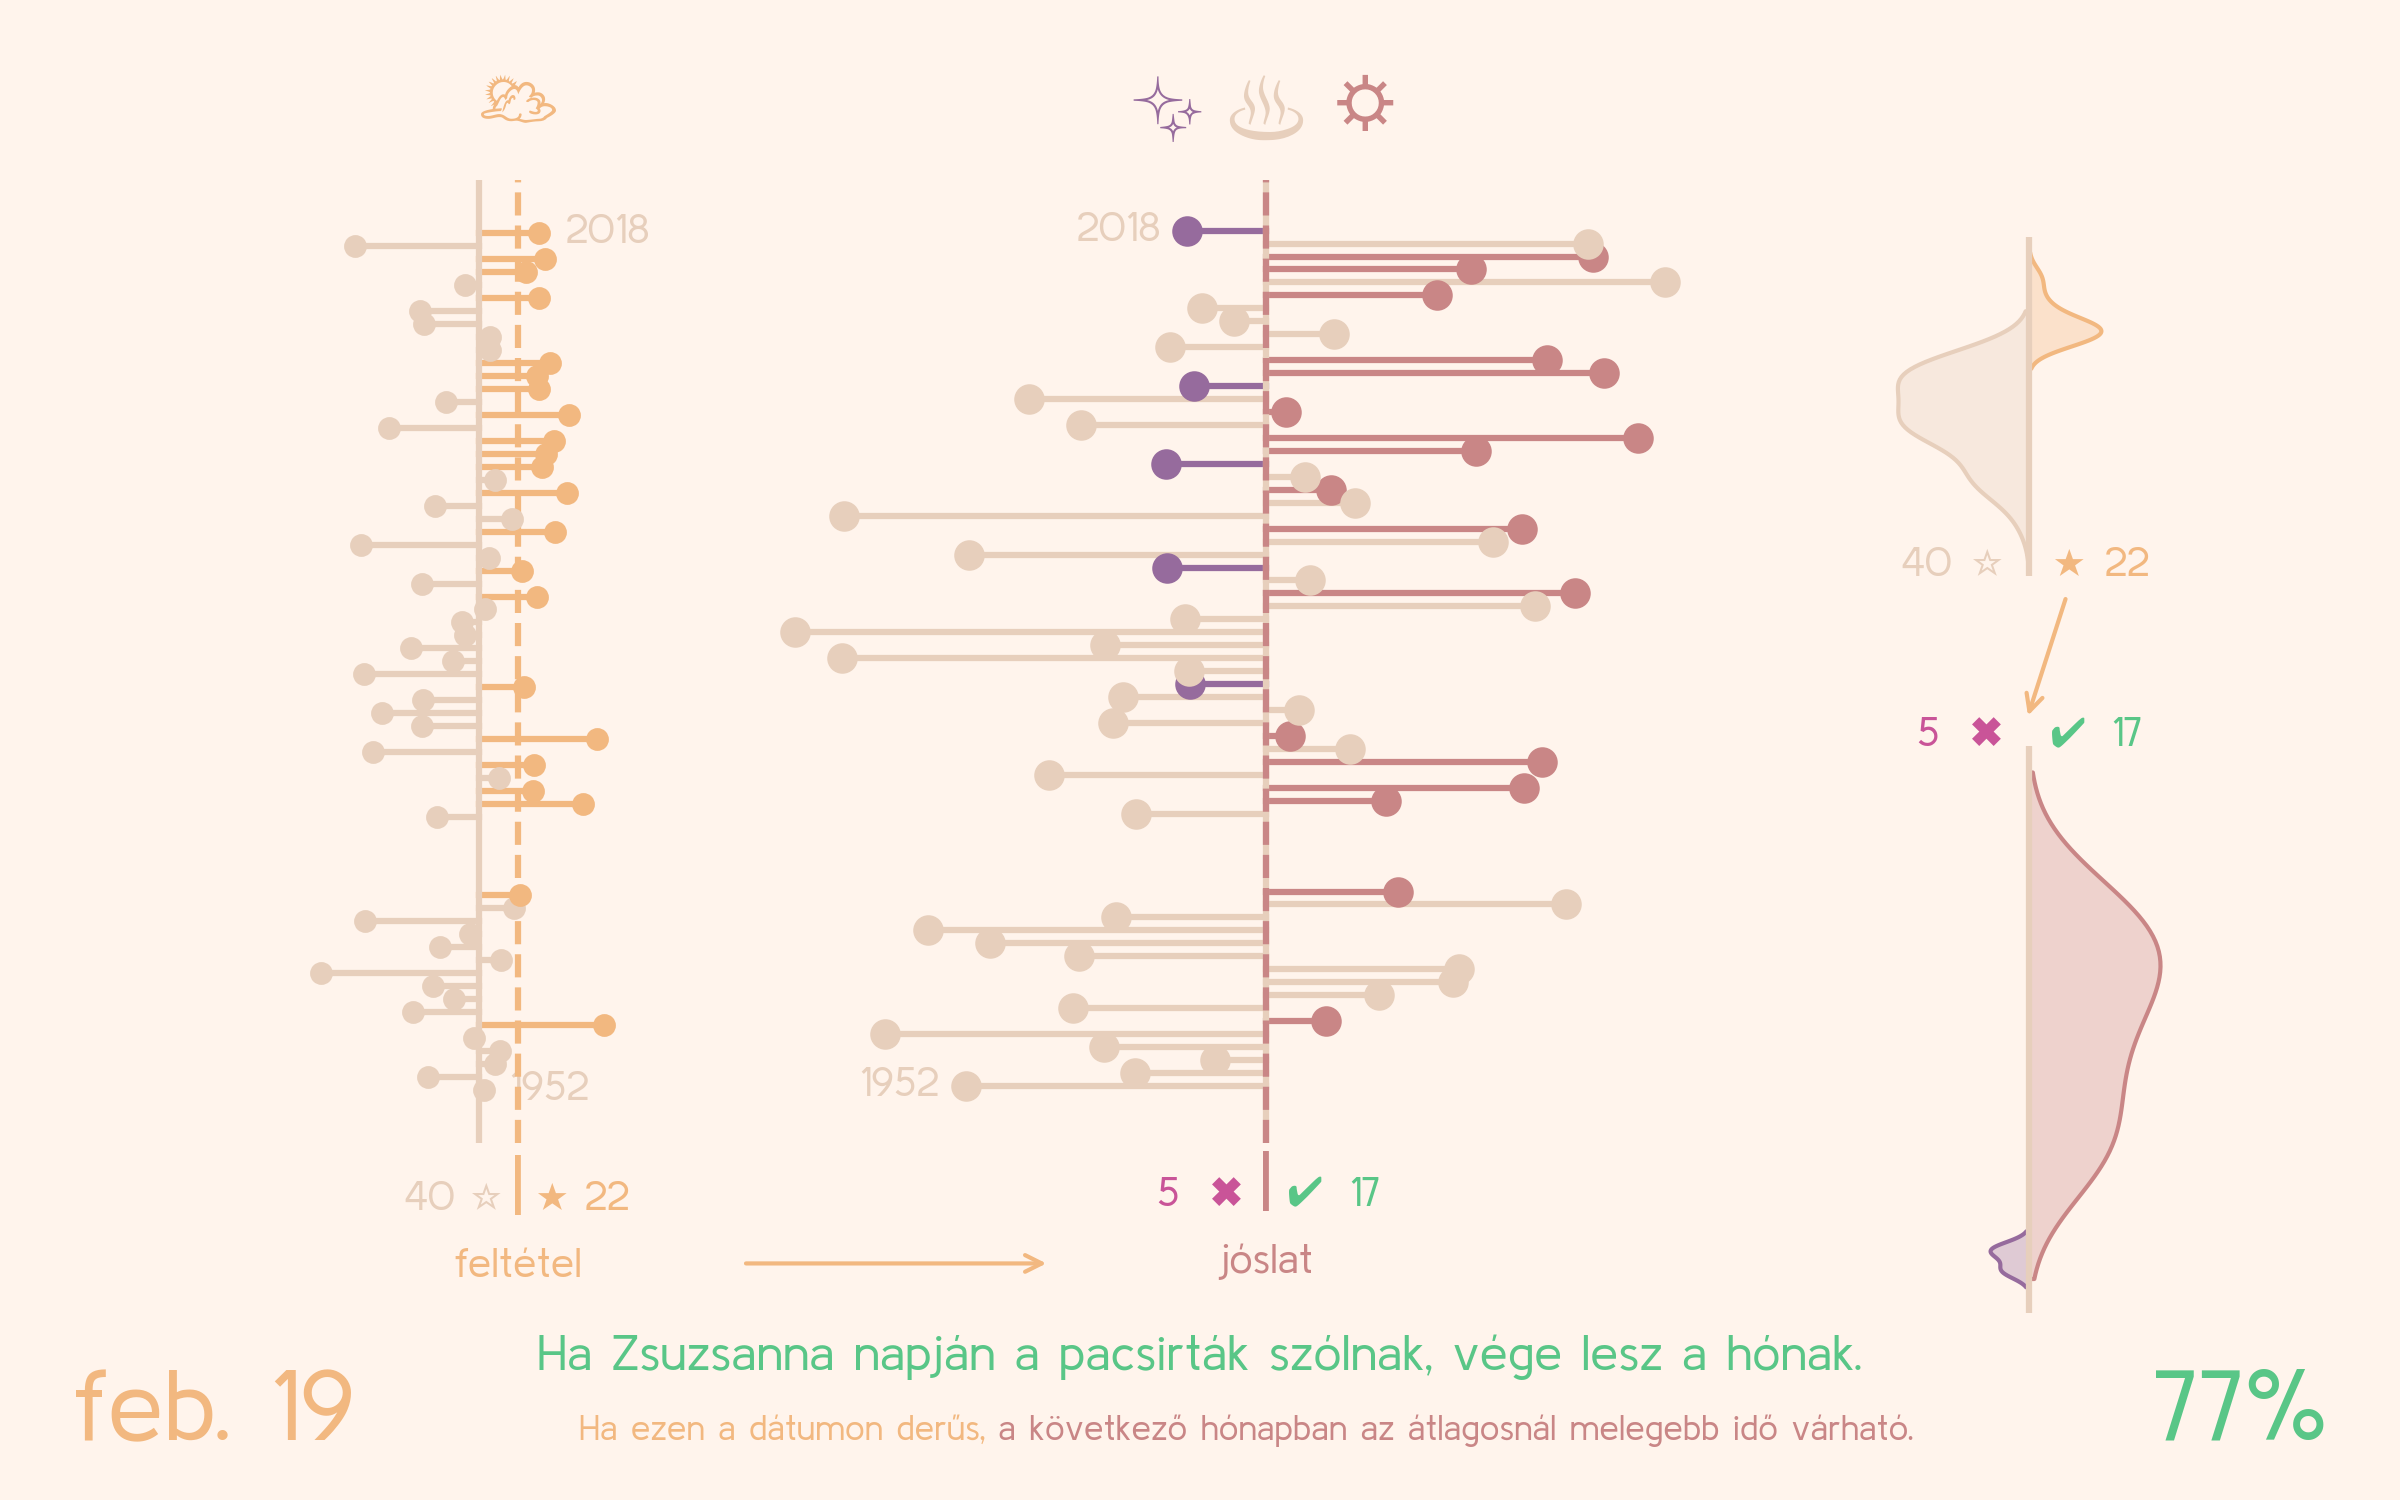 2018
2018
40 ☆ ★ 22
5 ✖ ✔ 17
1952
1952
40 ☆ ★ 22
5 ✖ ✔ 17
feltétel
jóslat
Ha Zsuzsanna napján a pacsirták szólnak, vége lesz a hónak.
feb. 19
77%
Ha ezen a dátumon derűs, a következő hónapban az átlagosnál melegebb idő várható.